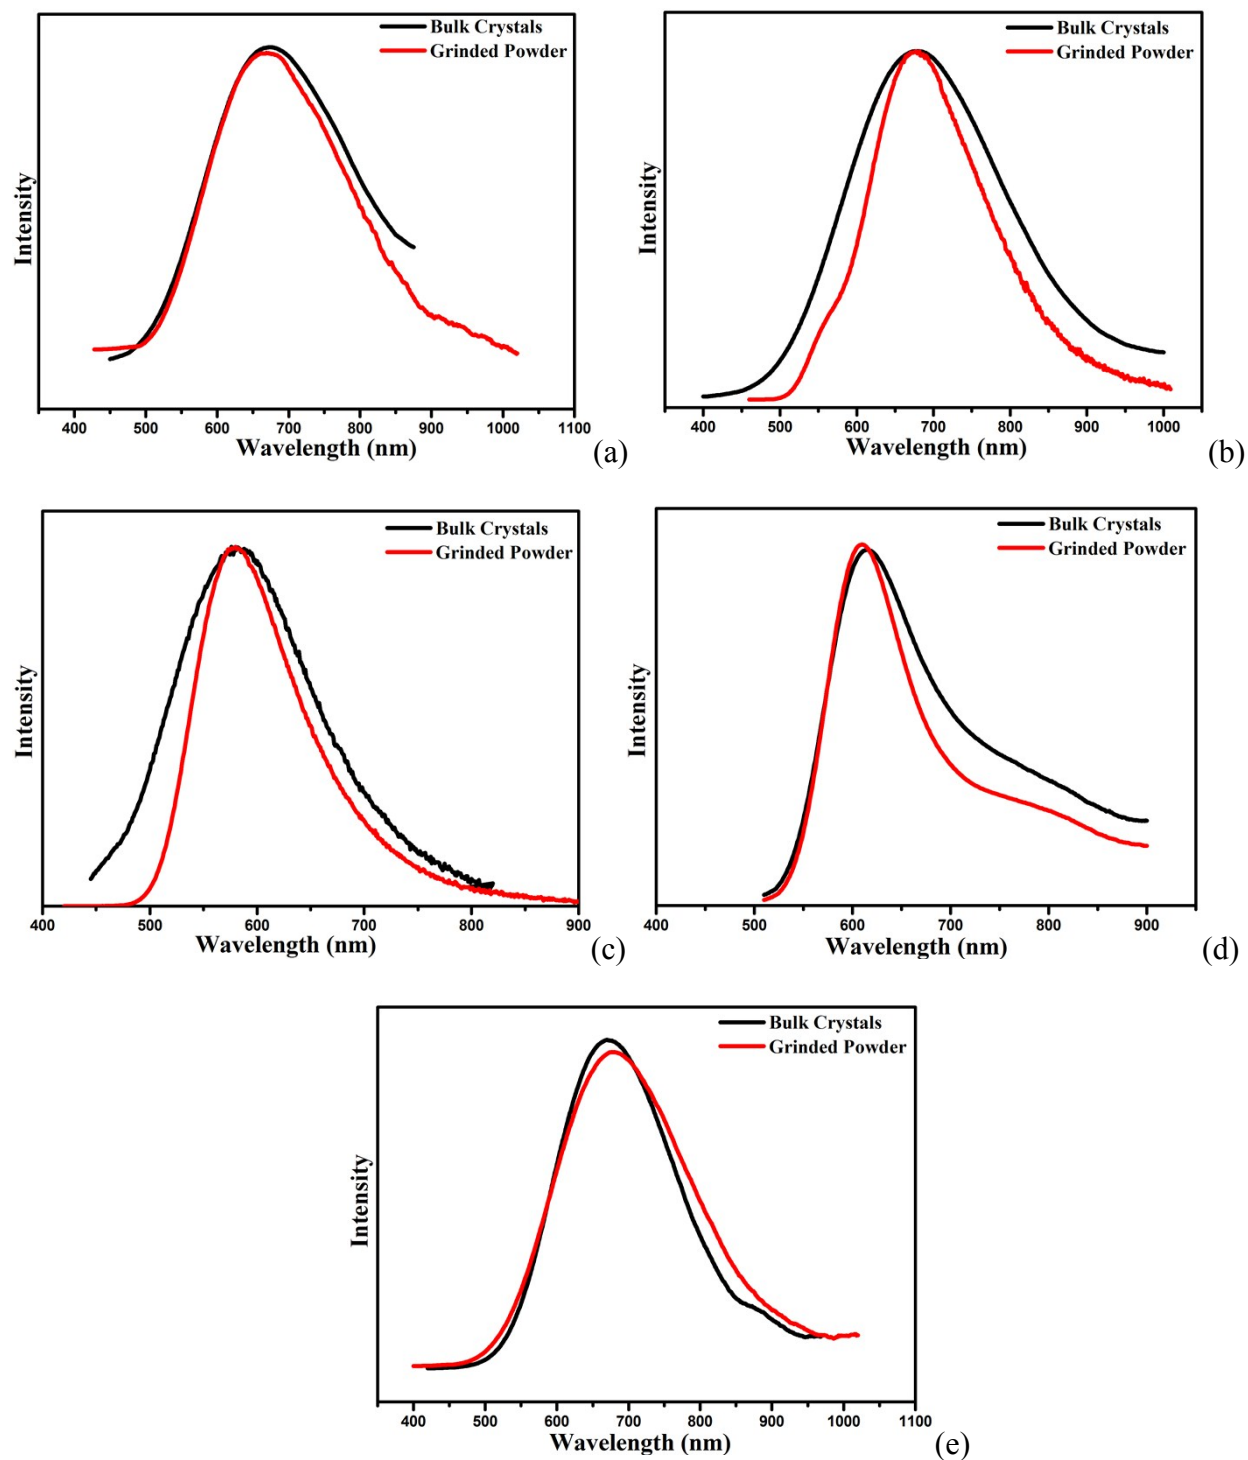 Bulk Crystals
Grinded Powder
Intensity
400 500 600 700 800 900 1000 1100
Wavelength (nm)
(a)
Bulk Crystals
Grinded Powder
Intensity
400 500 600 700 800 900 1000
Wavelength (nm)
(b)
Bulk Crystals
Grinded Powder
Intensity
400 500 600 700 800 900
Wavelength (nm)
(c)
Bulk Crystals
Grinded Powder
Intensity
400 500 600 700 800 900
Wavelength (nm)
(d)
Bulk Crystals
Grinded Powder
Intensity
400 500 600 700 800 900 1000 1100
Wavelength (nm)
(e)